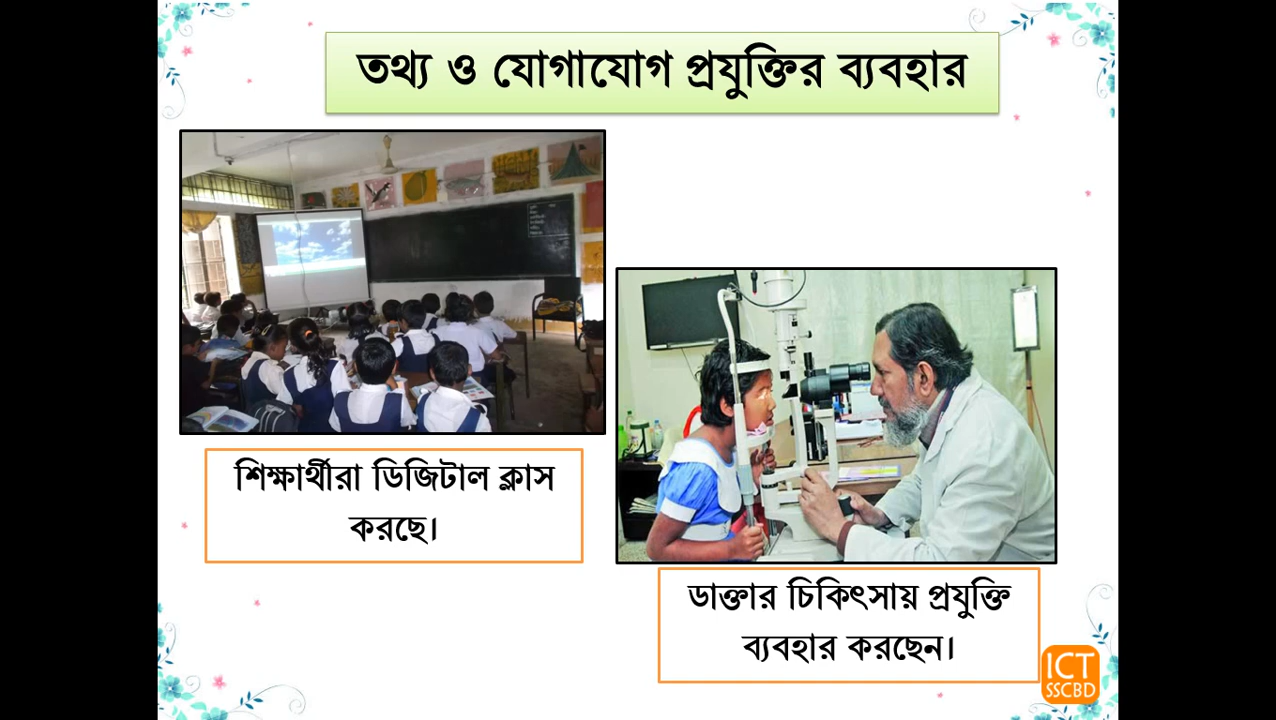 তথ্য ও যোগাযোগ প্রযুক্তির ব্যবহার
শিক্ষার্থীরা ডিজিটাল ক্লাস
করছে।
ডাক্তার চিকিৎসায় প্রযুক্তি
ব্যবহার করছেন।
ICT
SSCBD